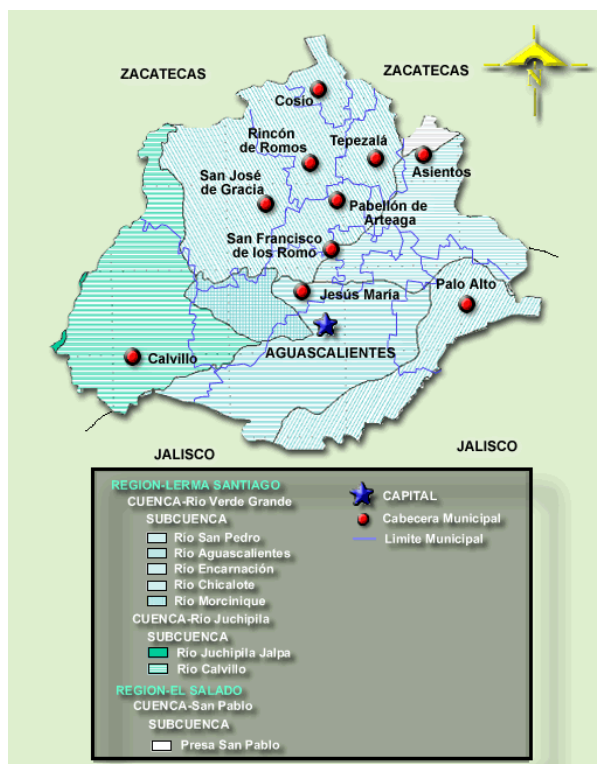 ZACATECAS
ZACATECAS
N
Cosío
Rincón
de Romos
Tepezalá
Asientos
San José
de Gracia
Pabellón de
Arteaga
San Francisco
de los Romo
Jesús María
Palo Alto
AGUASCALIENTES
Calvillo
JALISCO
JALISCO
REGION-LERMA SANTIAGO
CUENCA-Rio Verde Grande
SUBCUENCA
Rio San Pedro
Rio Aguascalientes
Rio Encarnación
Rio Chicalote
Rio Morcinique
CUENCA-Rio Juchipila
SUBCUENCA
Rio Juchipila Jalpa
Rio Calvillo
REGION-EL SALADO
CUENCA-San Pablo
SUBCUENCA
Presa San Pablo
CAPITAL
Cabecera Municipal
Limite Municipal